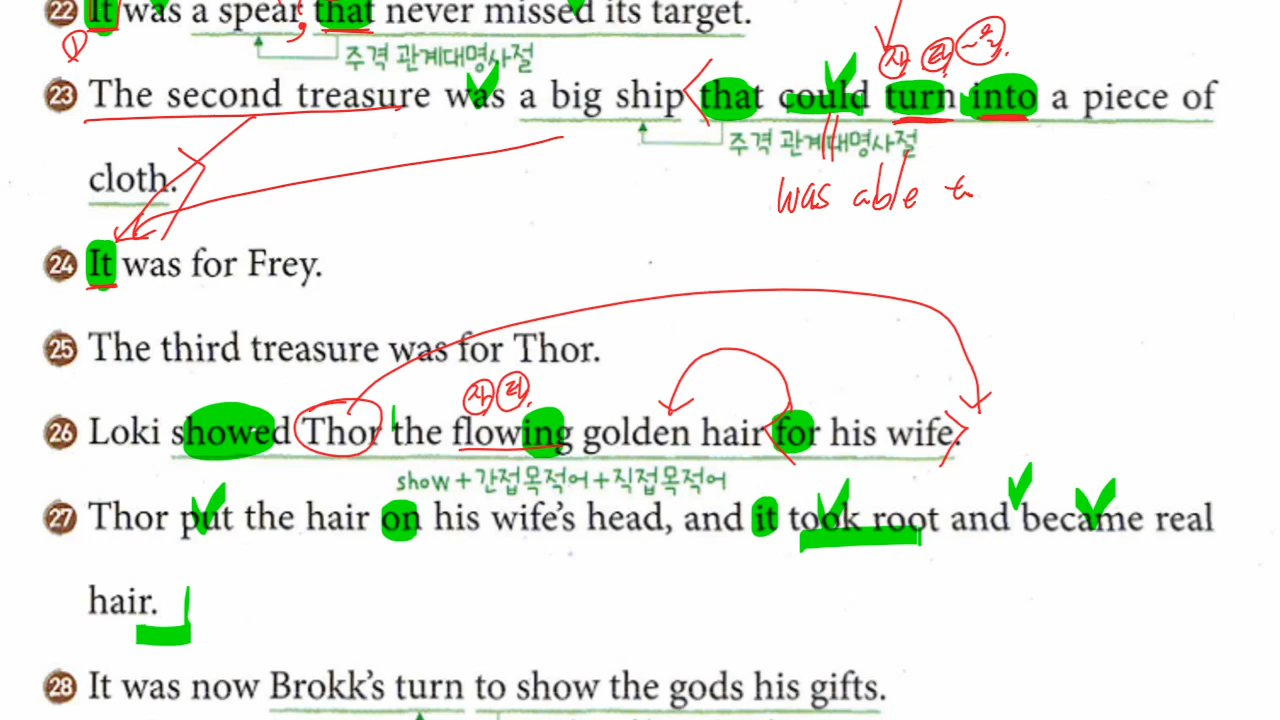 22 It was a spear, that never missed its target.
① 주격 관계대명사절
자 타 ~을
23 The second treasure was a big ship that could turn into a piece of
주격 관계대명사절
cloth. was able to
24 It was for Frey.
25 The third treasure was for Thor.
자 타
26 Loki showed Thor the flowing golden hair for his wife.
show+간접목적어+직접목적어
27 Thor put the hair on his wife's head, and it took root and became real
hair.
28 It was now Brokk's turn to show the gods his gifts.